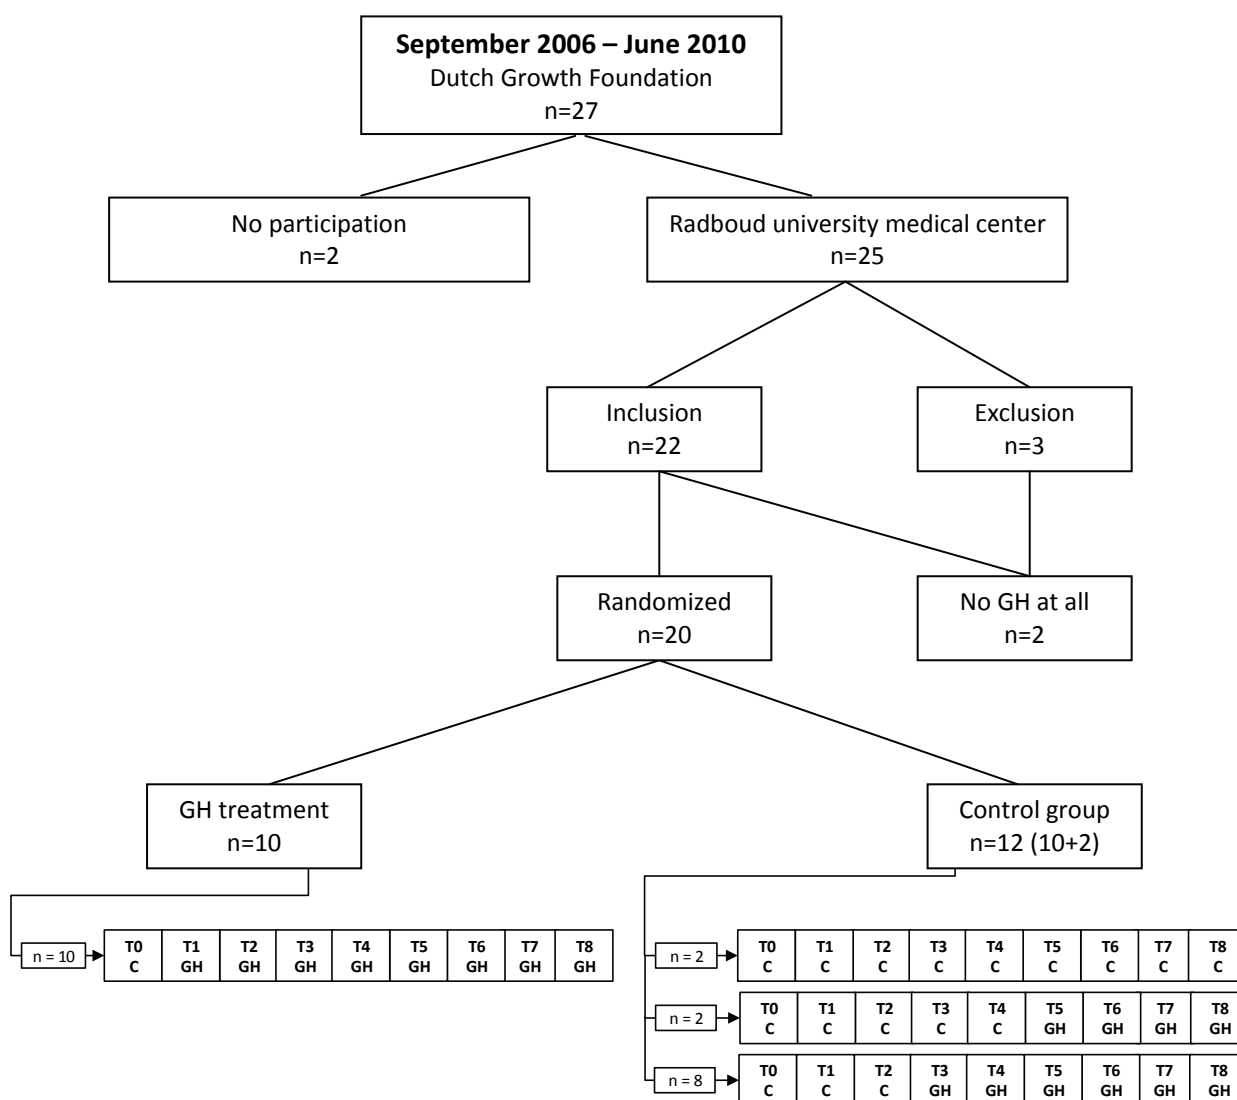 September 2006 – June 2010
Dutch Growth Foundation
n=27
No participation
n=2
Radboud university medical center
n=25
Inclusion
n=22
Exclusion
n=3
Randomized
n=20
No GH at all
n=2
GH treatment
n=10
Control group
n=12 (10+2)
n = 10
T0 T1 T2 T3 T4 T5 T6 T7 T8
C GH GH GH GH GH GH GH GH
n = 2
T0 T1 T2 T3 T4 T5 T6 T7 T8
C C C C C C C C C
n = 2
T0 T1 T2 T3 T4 T5 T6 T7 T8
C C C C C GH GH GH GH
n = 8
T0 T1 T2 T3 T4 T5 T6 T7 T8
C C C GH GH GH GH GH GH